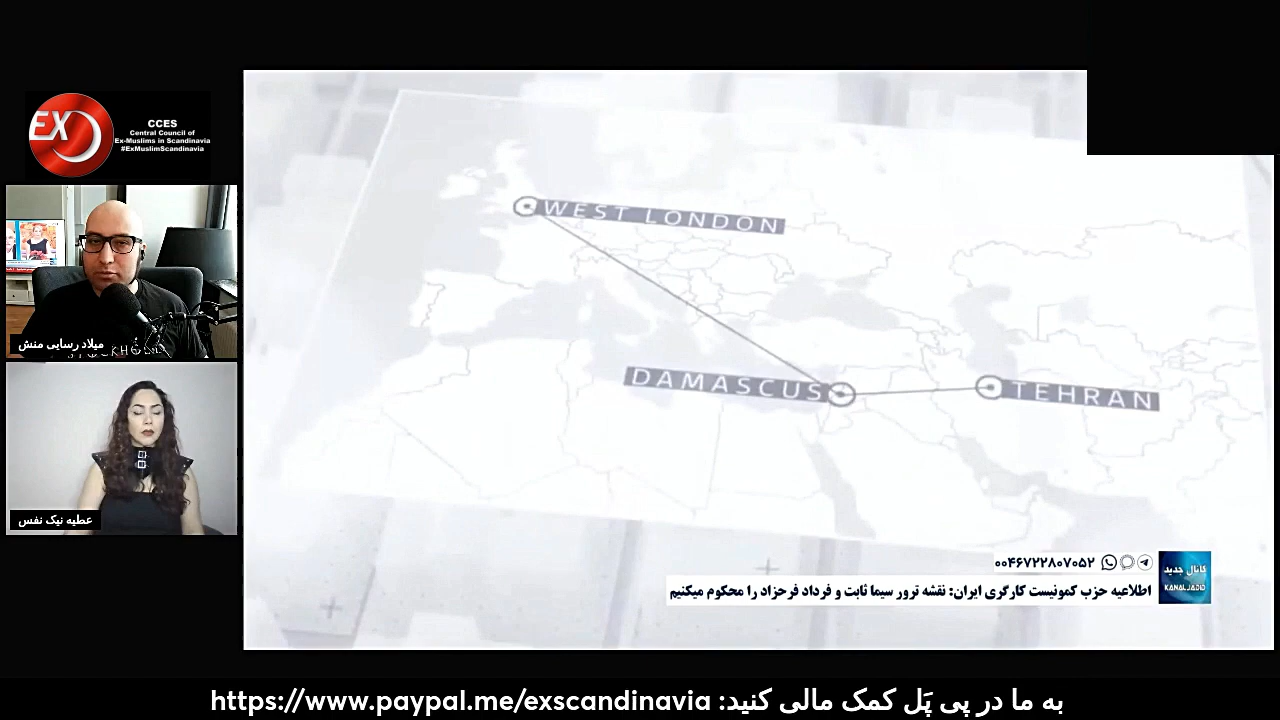 EX
CCES
Central Council of
Ex-Muslims in Scandinavia
#ExMuslimScandinavia
WEST LONDON
DAMASCUS
TEHRAN
میلاد رسایی منش
عطیه نیک نفس
۰۰۴۶۷۲۲۸۰۷۰۵۲
کانال جدید
KANAL JADID
اطلاعیه حزب کمونیست کارگری ایران: نقشه ترور سیما ثابت و فرداد فرحزاد را محکوم میکنیم
به ما در پی پَل کمک مالی کنید: https://www.paypal.me/exscandinavia